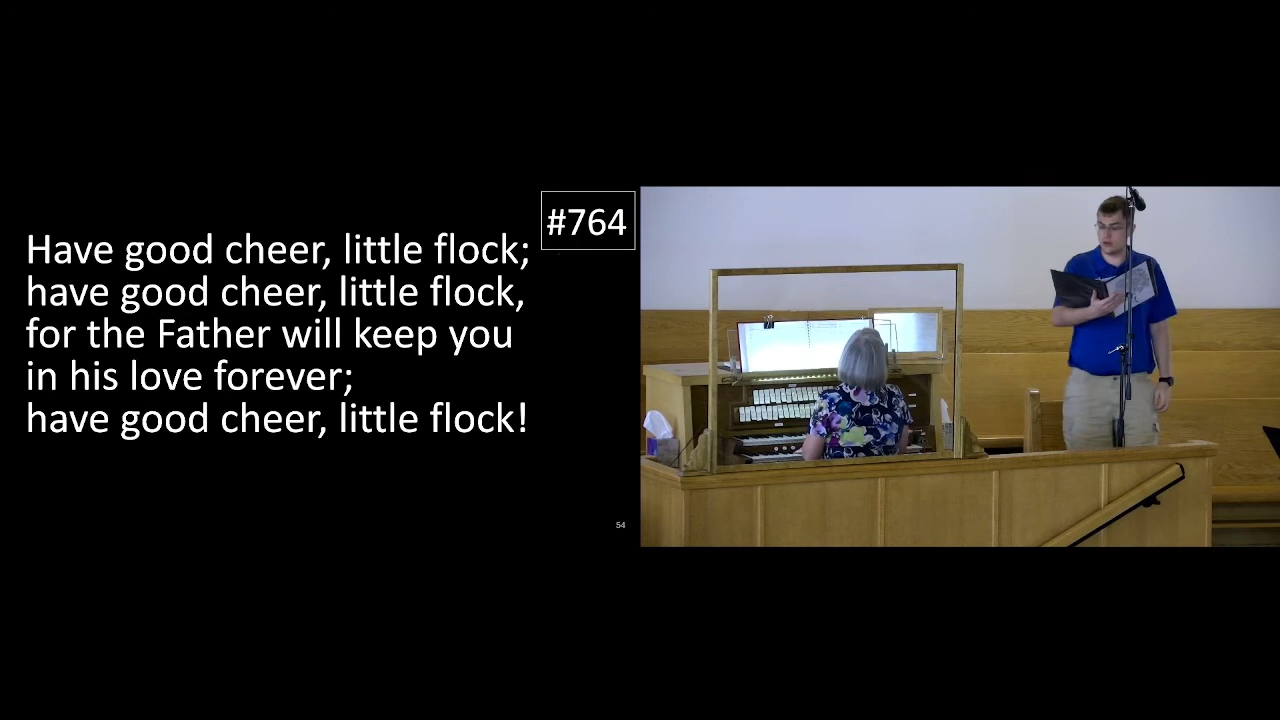 #764
Have good cheer, little flock;
have good cheer, little flock,
for the Father will keep you
in his love forever;
have good cheer, little flock!
54